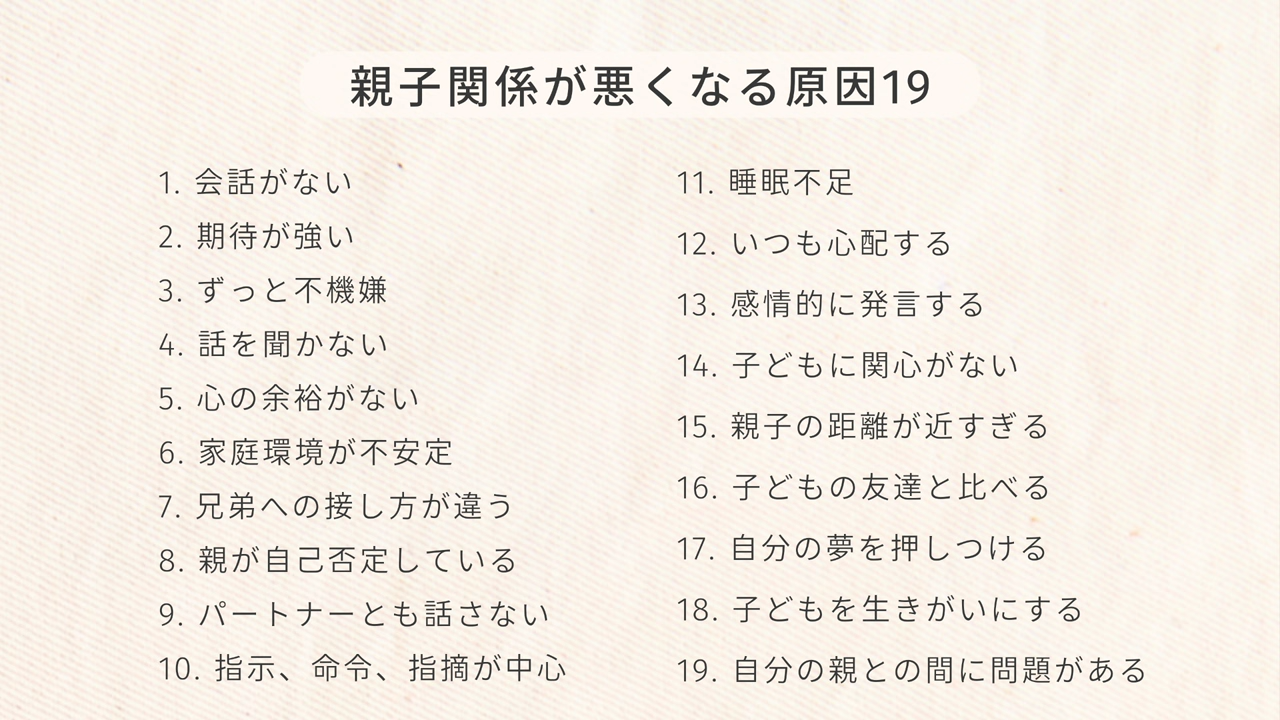 親子関係が悪くなる原因19
1. 会話がない
2. 期待が強い
3. ずっと不機嫌
4. 話を聞かない
5. 心の余裕がない
6. 家庭環境が不安定
7. 兄弟への接し方が違う
8. 親が自己否定している
9. パートナーとも話さない
10. 指示、命令、指摘が中心
11. 睡眠不足
12. いつも心配する
13. 感情的に発言する
14. 子どもに関心がない
15. 親子の距離が近すぎる
16. 子どもの友達と比べる
17. 自分の夢を押しつける
18. 子どもを生きがいにする
19. 自分の親との間に問題がある